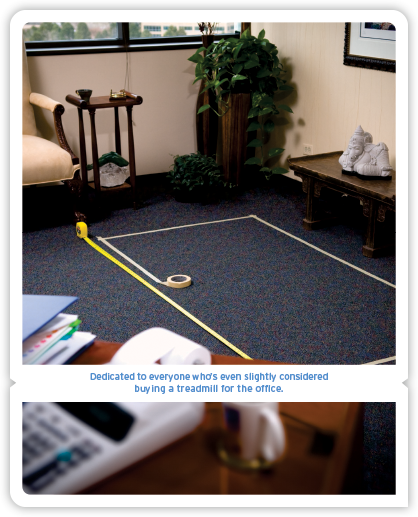 Dedicated to everyone who's even slightly considered
buying a treadmill for the office.